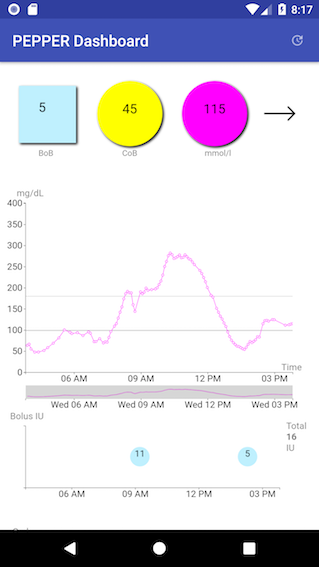 8:17
PEPPER Dashboard
5 45 115
BoB CoB mmol/l
mg/dL
400
350
300
250
200
150
100
50
0
Time
06 AM 09 AM 12 PM 03 PM
Wed 06 AM Wed 09 AM Wed 12 PM Wed 03 PM
Bolus IU
Total
16
IU
11 5
06 AM 09 AM 12 PM 03 PM